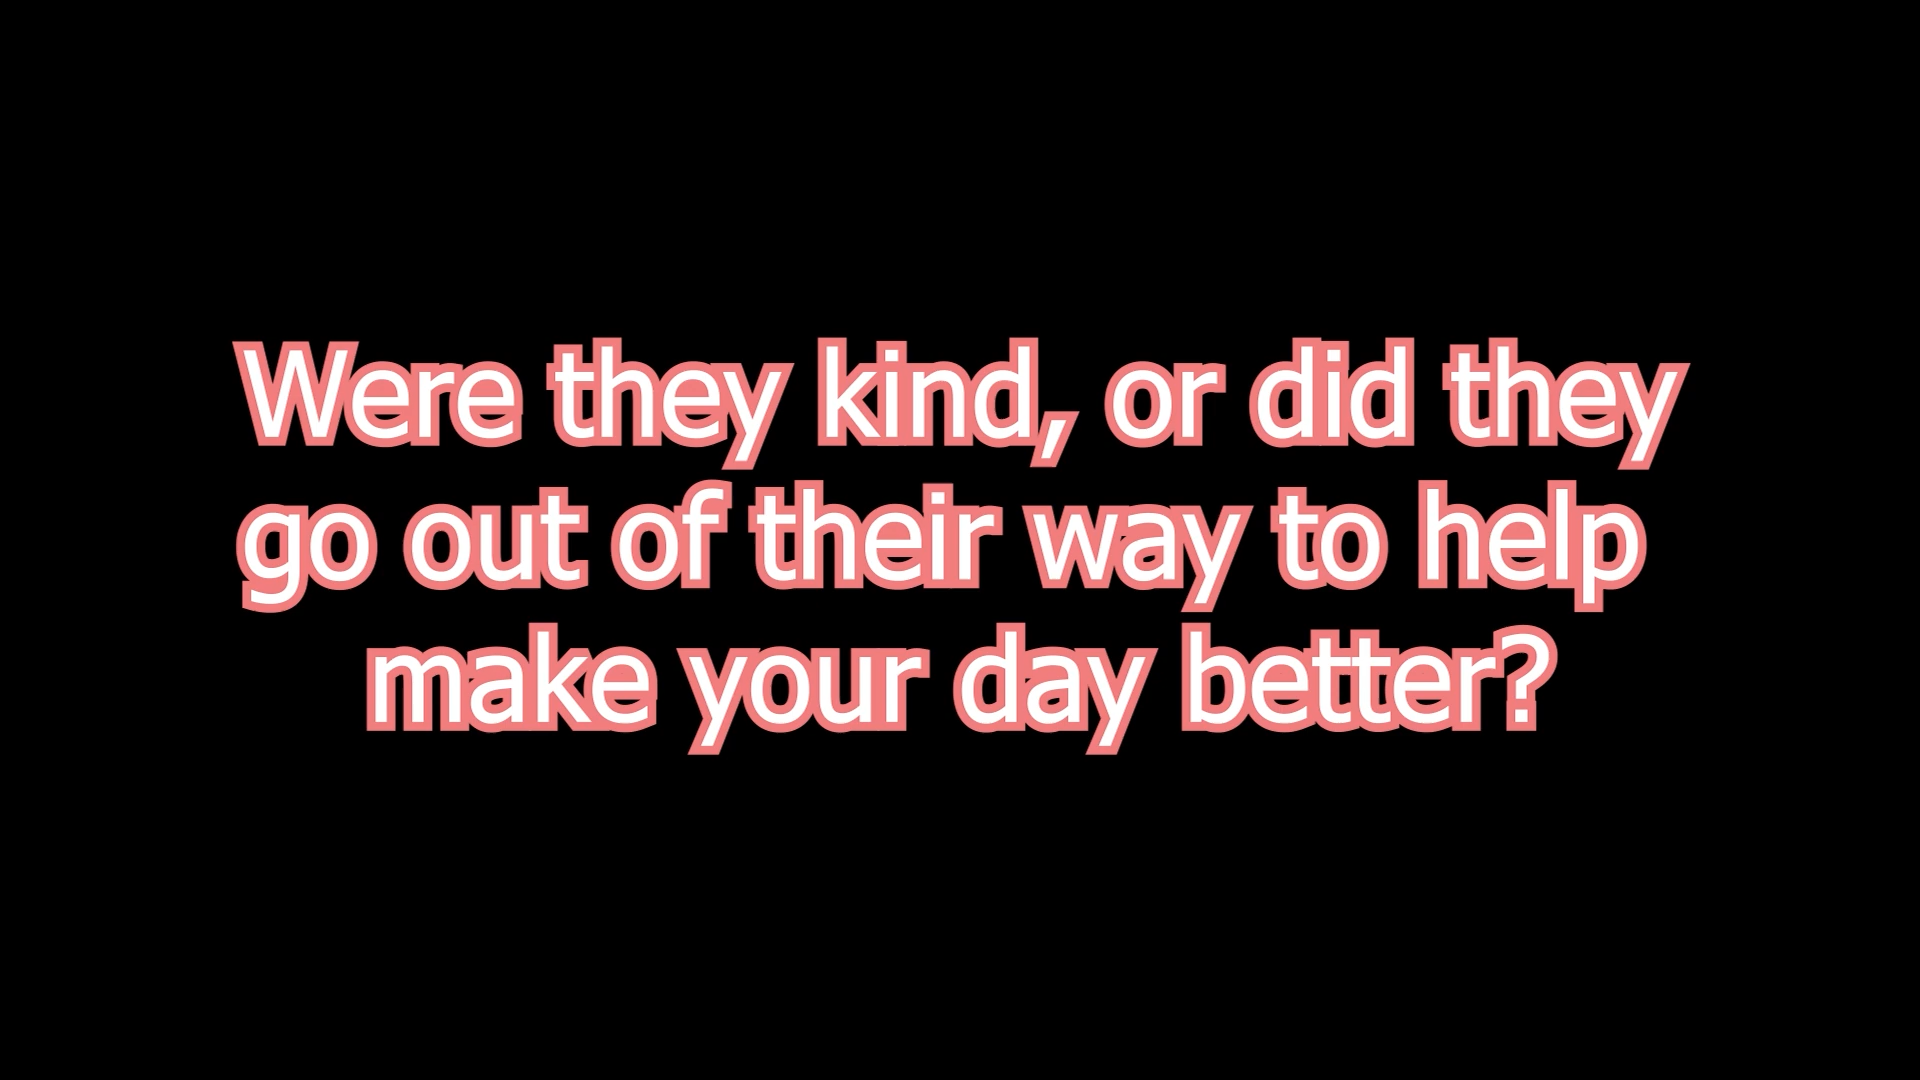 Were they kind, or did they
go out of their way to help
make your day better?